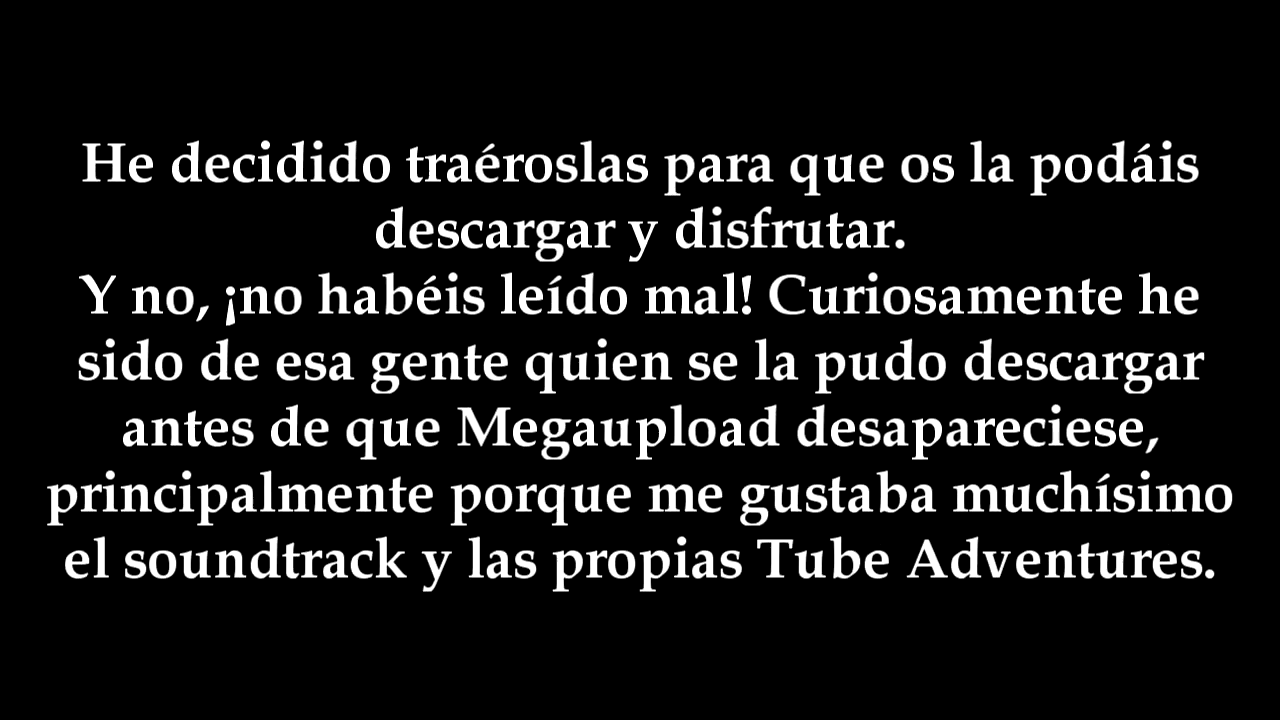 He decidido traéroslas para que os la podáis
descargar y disfrutar.
Y no, ¡no habéis leído mal! Curiosamente he
sido de esa gente quien se la pudo descargar
antes de que Megaupload desapareciese,
principalmente porque me gustaba muchísimo
el soundtrack y las propias Tube Adventures.